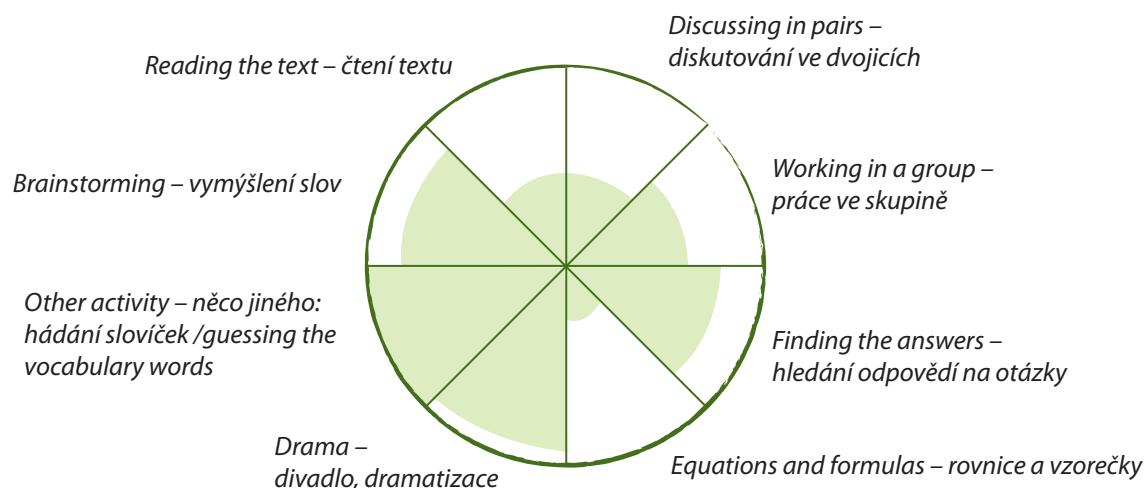 Discussing in pairs –
diskutování ve dvojicích
Reading the text – čtení textu
Working in a group –
práce ve skupině
Brainstorming – vymýšlení slov
Other activity – něco jiného:
hádání slovíček /guessing the
vocabulary words
Finding the answers –
hledání odpovědí na otázky
Drama –
divadlo, dramatizace
Equations and formulas – rovnice a vzorečky